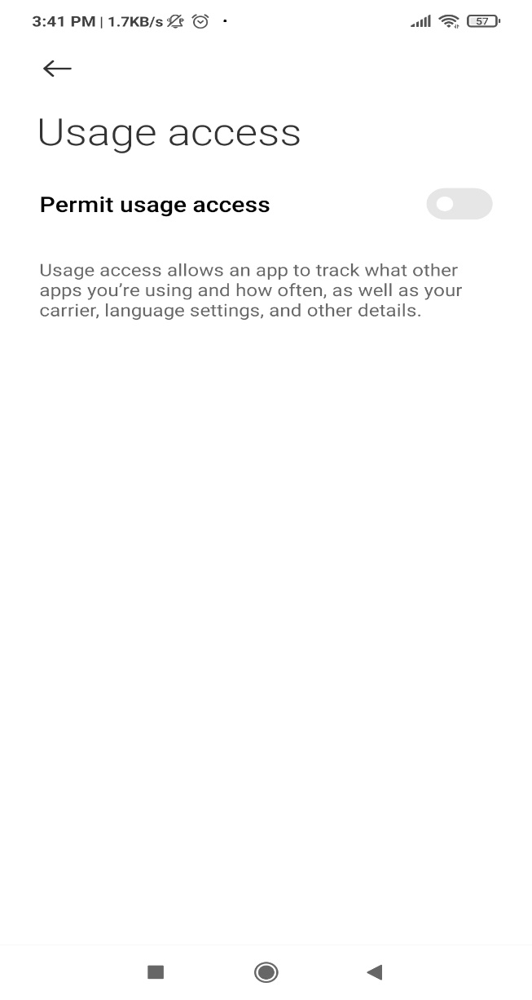 3:41 PM | 1.7KB/s
57
Usage access
Permit usage access
Usage access allows an app to track what other
apps you’re using and how often, as well as your
carrier, language settings, and other details.